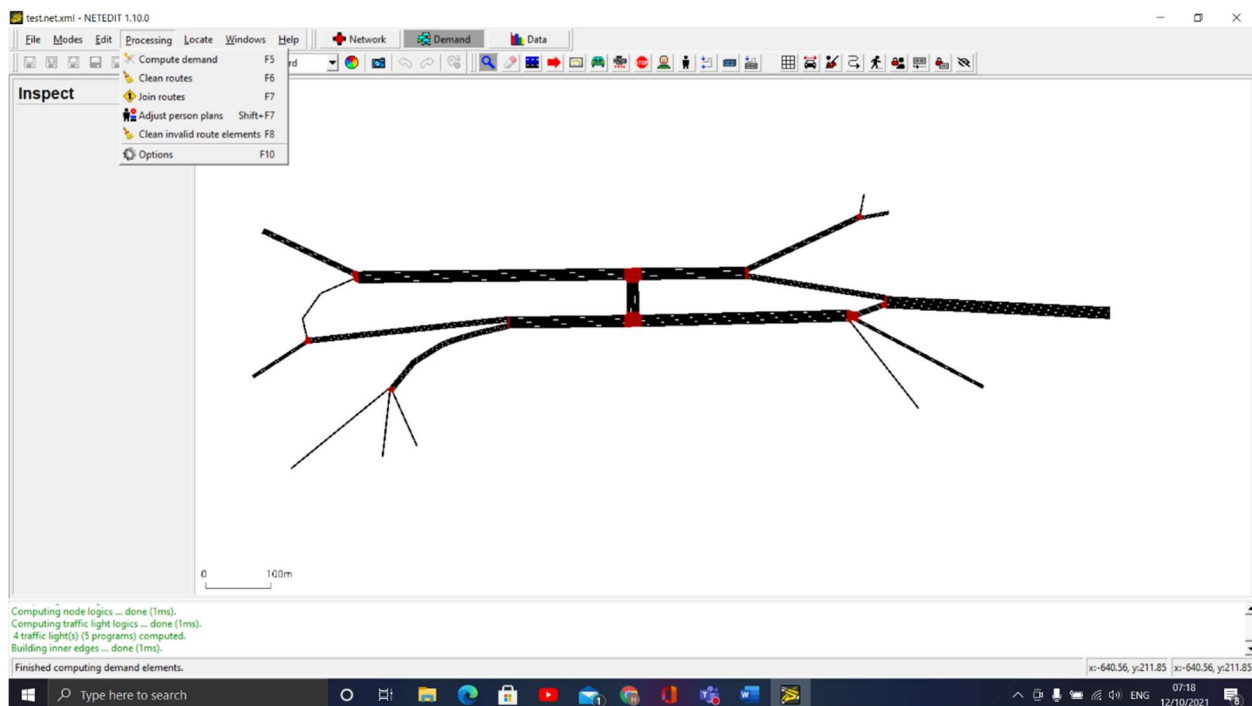 test.net.xml - NETEDIT 1.10.0
File Modes Edit Processing Locate Windows Help Network Demand Data
rd
Inspect
Compute demand F5
Clean routes F6
Join routes F7
Adjust person plans Shift+F7
Clean invalid route elements F8
Options F10
0 100m
Computing node logics ... done (1ms).
Computing traffic light logics ... done (1ms).
4 traffic light(s) (5 programs) computed.
Building inner edges ... done (1ms).
Finished computing demand elements.
x:-640.56, y:211.85 x:-640.56, y:211.85
Type here to search
ENG
07:18
12/10/2021